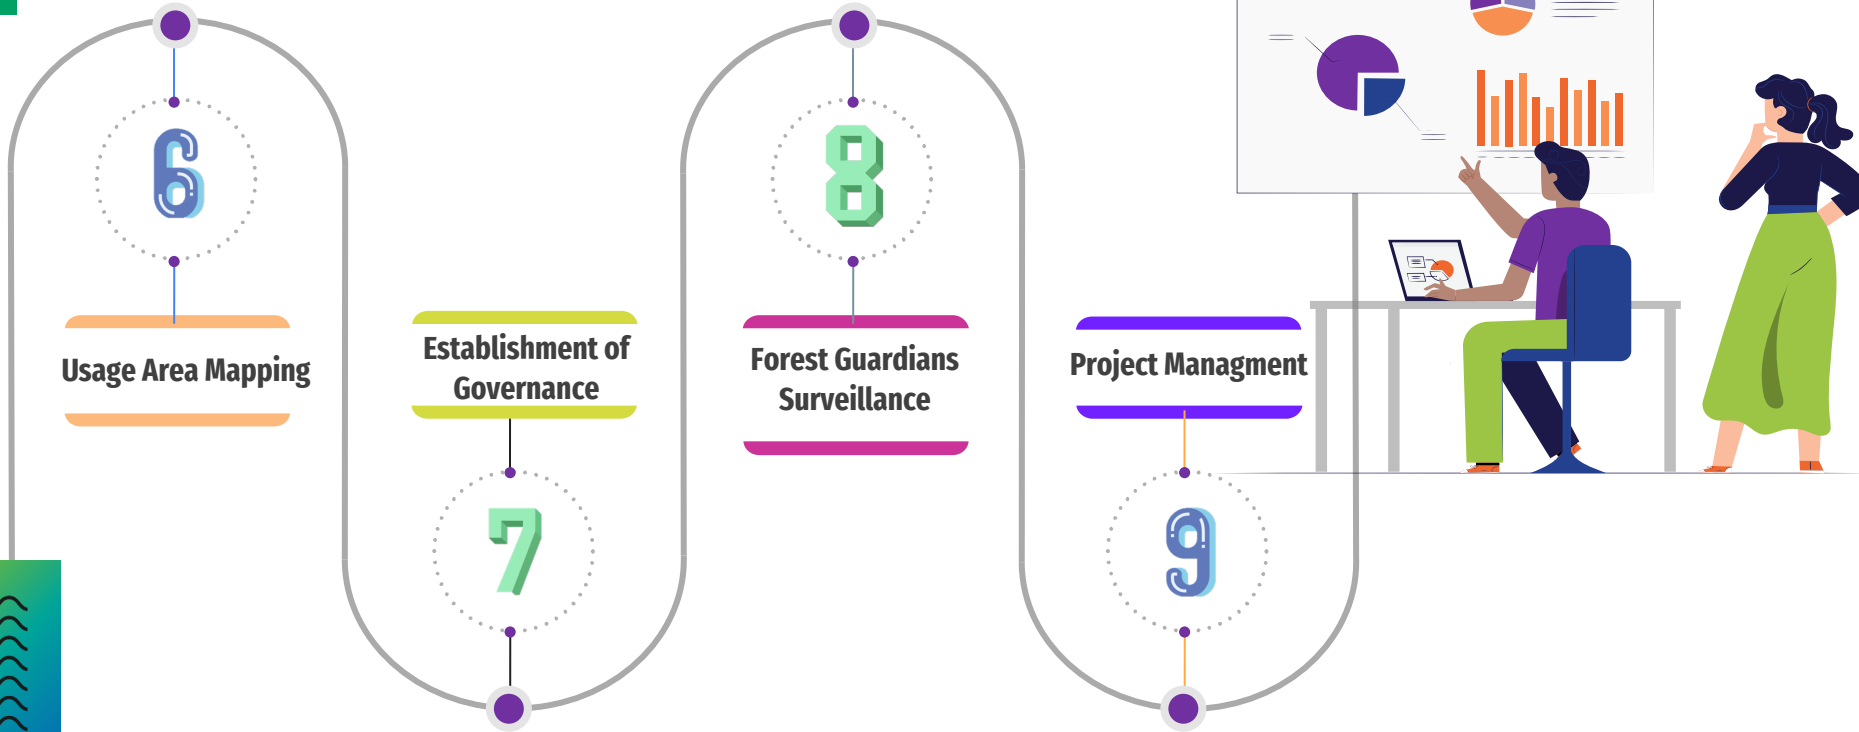 6
Usage Area Mapping
Establishment of
Governance
7
8
Forest Guardians
Surveillance
Project Managment
9